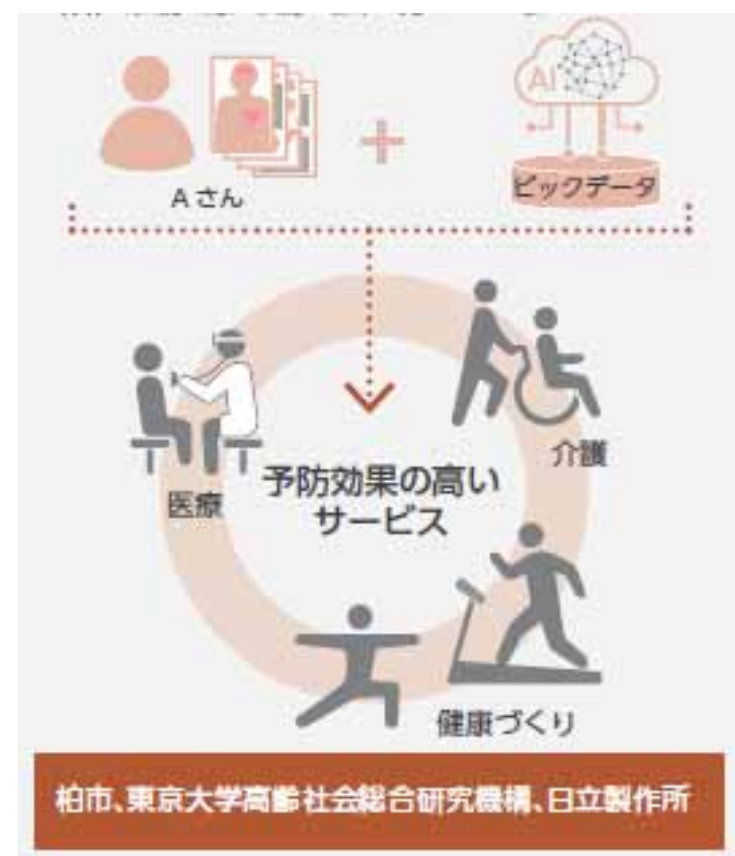 Aさん
AI
ビックデータ
介護
医療
予防効果の高い
サービス
健康づくり
柏市、東京大学高齢社会総合研究機構、日立製作所